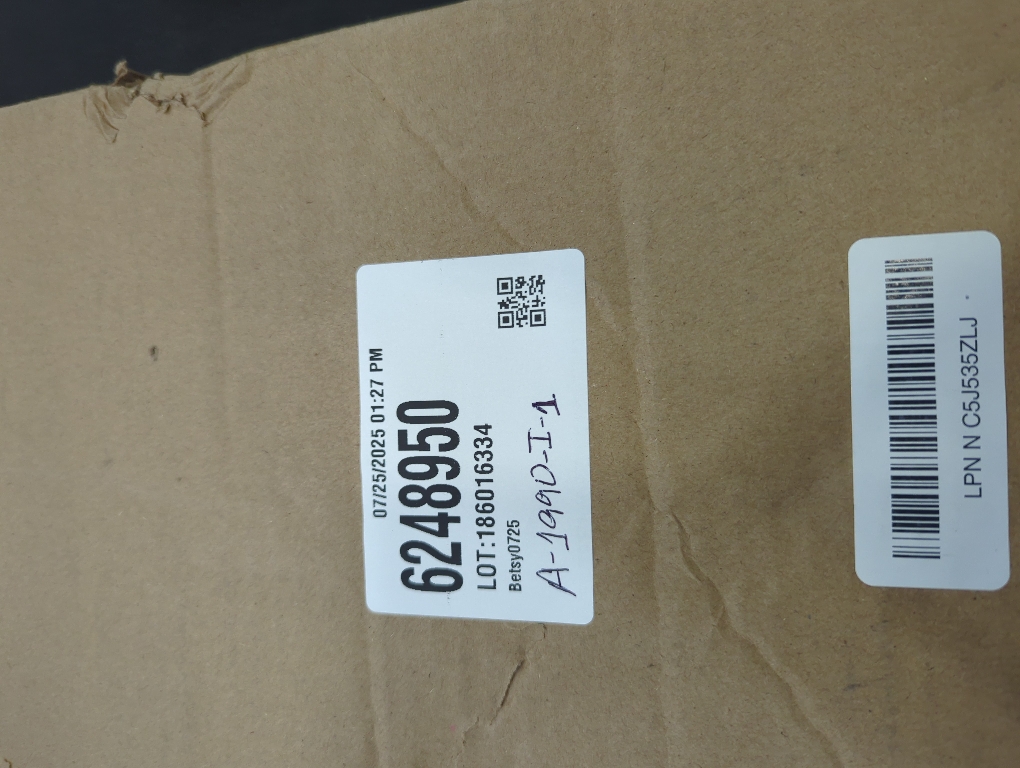 07/25/2025 01:27 PM
6248950
LOT:186016334
Betsy0725
A-1990-I-1
LPN N C5J535ZLJ